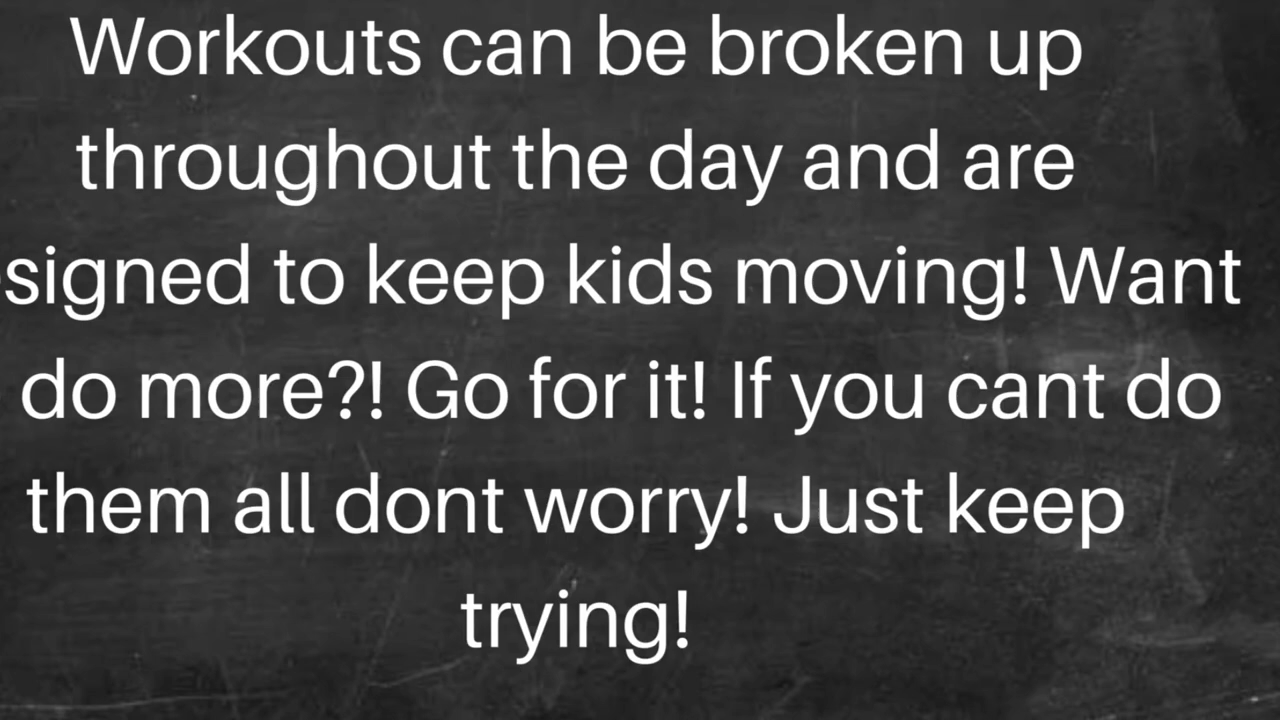 Workouts can be broken up
throughout the day and are
signed to keep kids moving! Want
do more?! Go for it! If you cant do
them all dont worry! Just keep
trying!